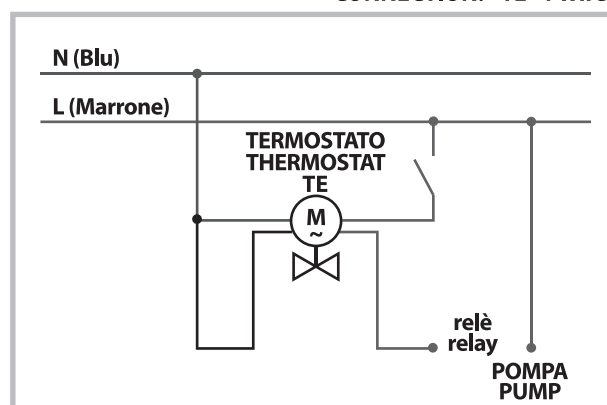 N (Blu)
L (Marrone)
TERMOSTATO
THERMOSTAT
TE
M
~
relè
relay
POMPA
PUMP